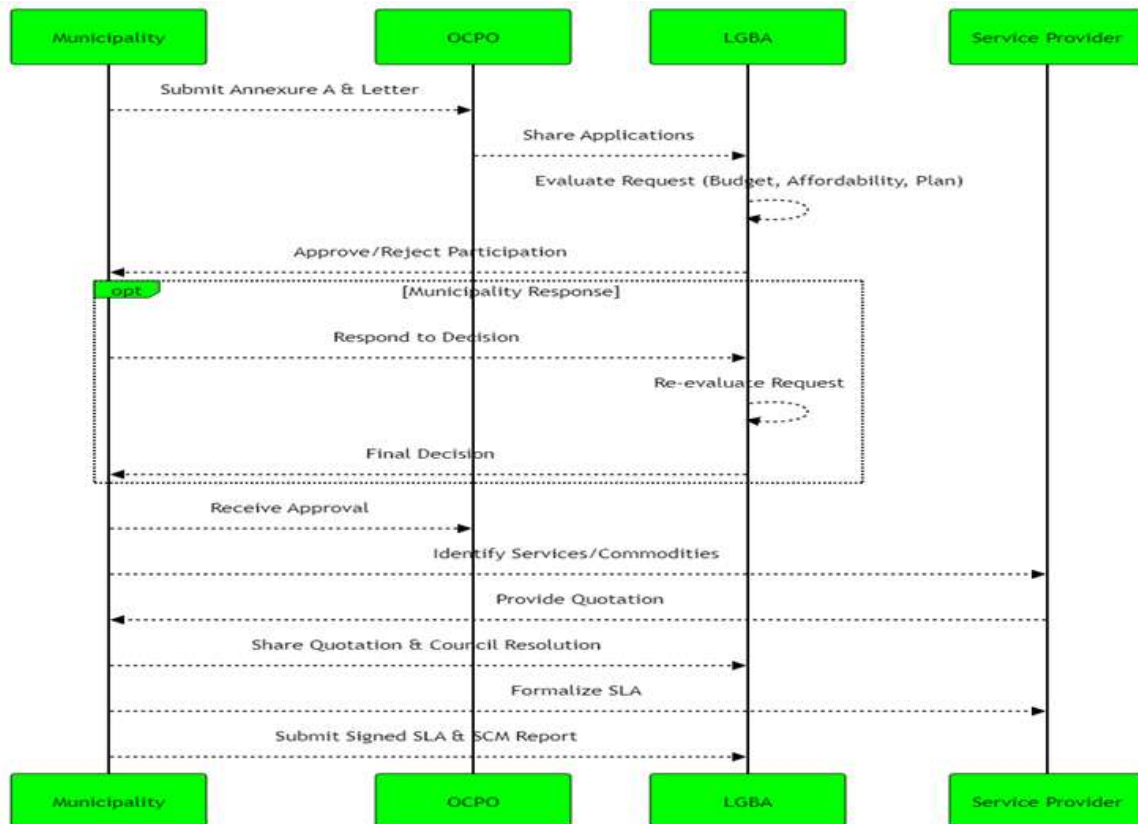 Municipality
OCPO
LGBA
Service Provider
Submit Annexure A & Letter
Share Applications
Evaluate Request (Budget, Affordability, Plan)
Approve/Reject Participation
opt
[Municipality Response]
Respond to Decision
Re-evaluate Request
Final Decision
Receive Approval
Identify Services/Commodities
Provide Quotation
Share Quotation & Council Resolution
Formalize SLA
Submit Signed SLA & SCM Report
Municipality
OCPO
LGBA
Service Provider